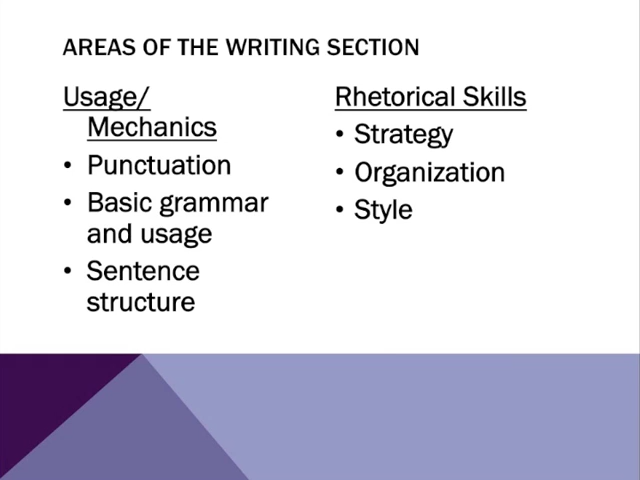 AREAS OF THE WRITING SECTION
Usage/
Mechanics
• Punctuation
• Basic grammar
and usage
• Sentence
structure
Rhetorical Skills
• Strategy
• Organization
• Style